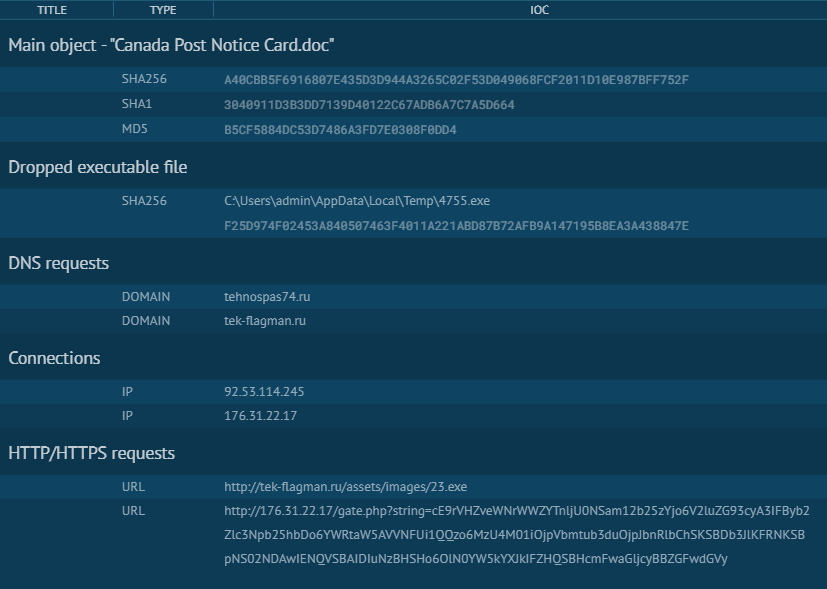 TITLE TYPE IOC
Main object - "Canada Post Notice Card.doc"
SHA256 A40CBB5F6916807E435D3D944A3265C02F53D049068FCF2011D10E987BFF752F
SHA1 3040911D3B3DD7139D40122C67ADB6A7C7A5D664
MD5 B5CF5884DC53D7486A3FD7E0308F0DD4
Dropped executable file
SHA256 C:\Users\admin\AppData\Local\Temp\4755.exe
F25D974F02453A840507463F4011A221ABD87B72AFB9A147195B8EA3A438847E
DNS requests
DOMAIN tehnospas74.ru
DOMAIN tek-flagman.ru
Connections
IP 92.53.114.245
IP 176.31.22.17
HTTP/HTTPS requests
URL http://tek-flagman.ru/assets/images/23.exe
URL http://176.31.22.17/gate.php?string=cE9rVHZveWNrWWZYTnljU0NSam12b25zYjo6V2luZG93cyA3IFByb2
Zlc3Npb25hbDo6YWRtaW5AVVNFUi1QQzo6MzU4M01iOjpVbmtub3duOjpJbnRlbChSKSBDb3JlKFRNKSB
pNS02NDAwIENQVSBAIDIuNzBHSHo6OlN0YW5kYXJkIFZHQSBHcmFwaGljcyBBZGFwdGVy